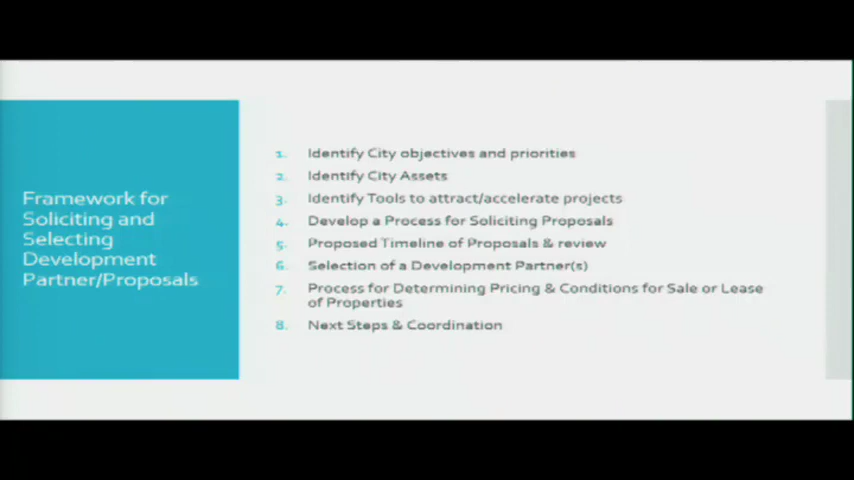 Framework for
Soliciting and
Selecting
Development
Partner/Proposals
1. Identify City objectives and priorities
2. Identify City Assets
3. Identify Tools to attract/accelerate projects
4. Develop a Process for Soliciting Proposals
5. Proposed Timeline of Proposals & review
6. Selection of a Development Partner(s)
7. Process for Determining Pricing & Conditions for Sale or Lease
of Properties
8. Next Steps & Coordination